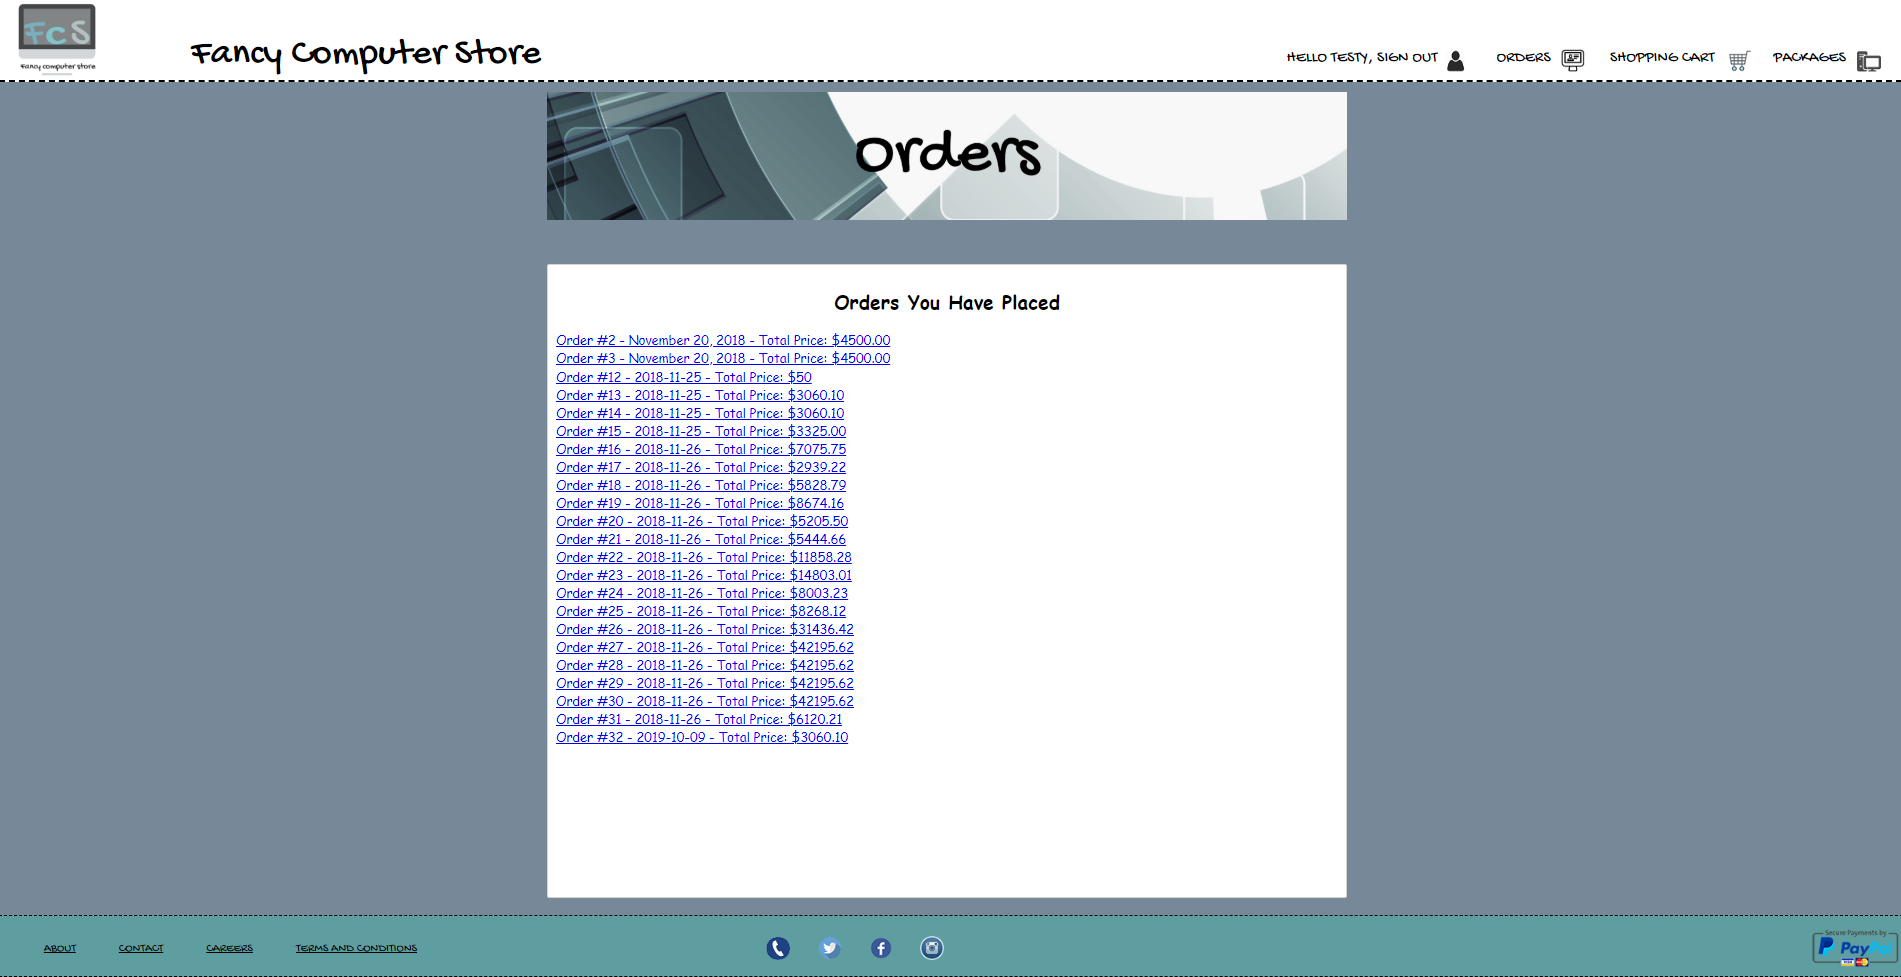 FCS
Fancy computer store
Fancy Computer Store
HELLO TESTY, SIGN OUT
ORDERS
SHOPPING CART
PACKAGES
Orders
Orders You Have Placed
Order #2 - November 20, 2018 - Total Price: $4500.00
Order #3 - November 20, 2018 - Total Price: $4500.00
Order #12 - 2018-11-25 - Total Price: $50
Order #13 - 2018-11-25 - Total Price: $3060.10
Order #14 - 2018-11-25 - Total Price: $3060.10
Order #15 - 2018-11-25 - Total Price: $3325.00
Order #16 - 2018-11-26 - Total Price: $7075.75
Order #17 - 2018-11-26 - Total Price: $2939.22
Order #18 - 2018-11-26 - Total Price: $5828.79
Order #19 - 2018-11-26 - Total Price: $8674.16
Order #20 - 2018-11-26 - Total Price: $5205.50
Order #21 - 2018-11-26 - Total Price: $5444.66
Order #22 - 2018-11-26 - Total Price: $11858.28
Order #23 - 2018-11-26 - Total Price: $14803.01
Order #24 - 2018-11-26 - Total Price: $8003.23
Order #25 - 2018-11-26 - Total Price: $8268.12
Order #26 - 2018-11-26 - Total Price: $31436.42
Order #27 - 2018-11-26 - Total Price: $42195.62
Order #28 - 2018-11-26 - Total Price: $42195.62
Order #29 - 2018-11-26 - Total Price: $42195.62
Order #30 - 2018-11-26 - Total Price: $42195.62
Order #31 - 2018-11-26 - Total Price: $6120.21
Order #32 - 2019-10-09 - Total Price: $3060.10
ABOUT
CONTACT
CAREERS
TERMS AND CONDITIONS
Secure Payments by
PayPal